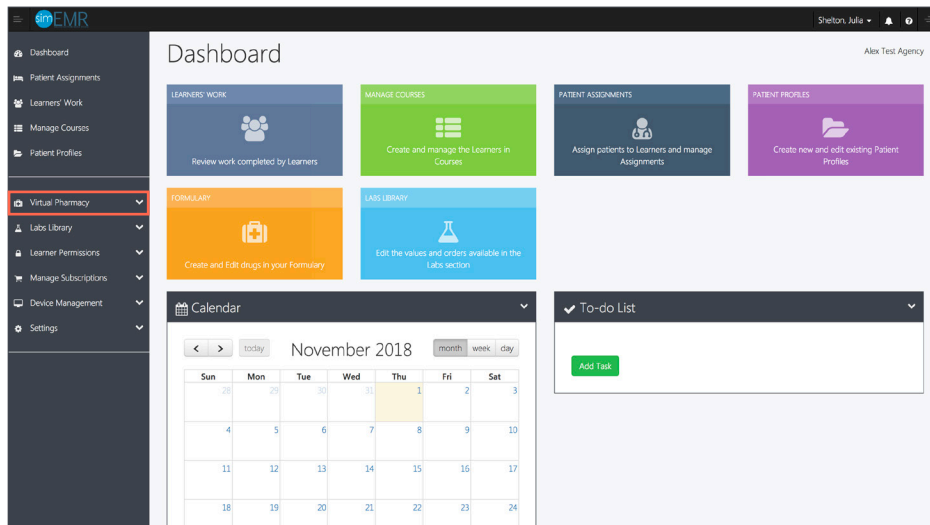 simEMR
Shelton, Julia
Dashboard
Patient Assignments
Learners' Work
Manage Courses
Patient Profiles
Virtual Pharmacy
Labs Library
Learner Permissions
Manage Subscriptions
Device Management
Settings
Dashboard
Alex Test Agency
LEARNERS' WORK
Review work completed by Learners
MANAGE COURSES
Create and manage the Learners in
Courses
PATIENT ASSIGNMENTS
Assign patients to Learners and manage
Assignments
PATIENT PROFILES
Create new and edit existing Patient
Profiles
FORMULARY
Create and Edit drugs in your Formulary
LABS LIBRARY
Edit the values and orders available in the
Labs section
Calendar
today
November 2018
month week day
Sun Mon Tue Wed Thu Fri Sat
28 29 30 31 1 2 3
4 5 6 7 8 9 10
11 12 13 14 15 16 17
18 19 20 21 22 23 24
To-do List
Add Task